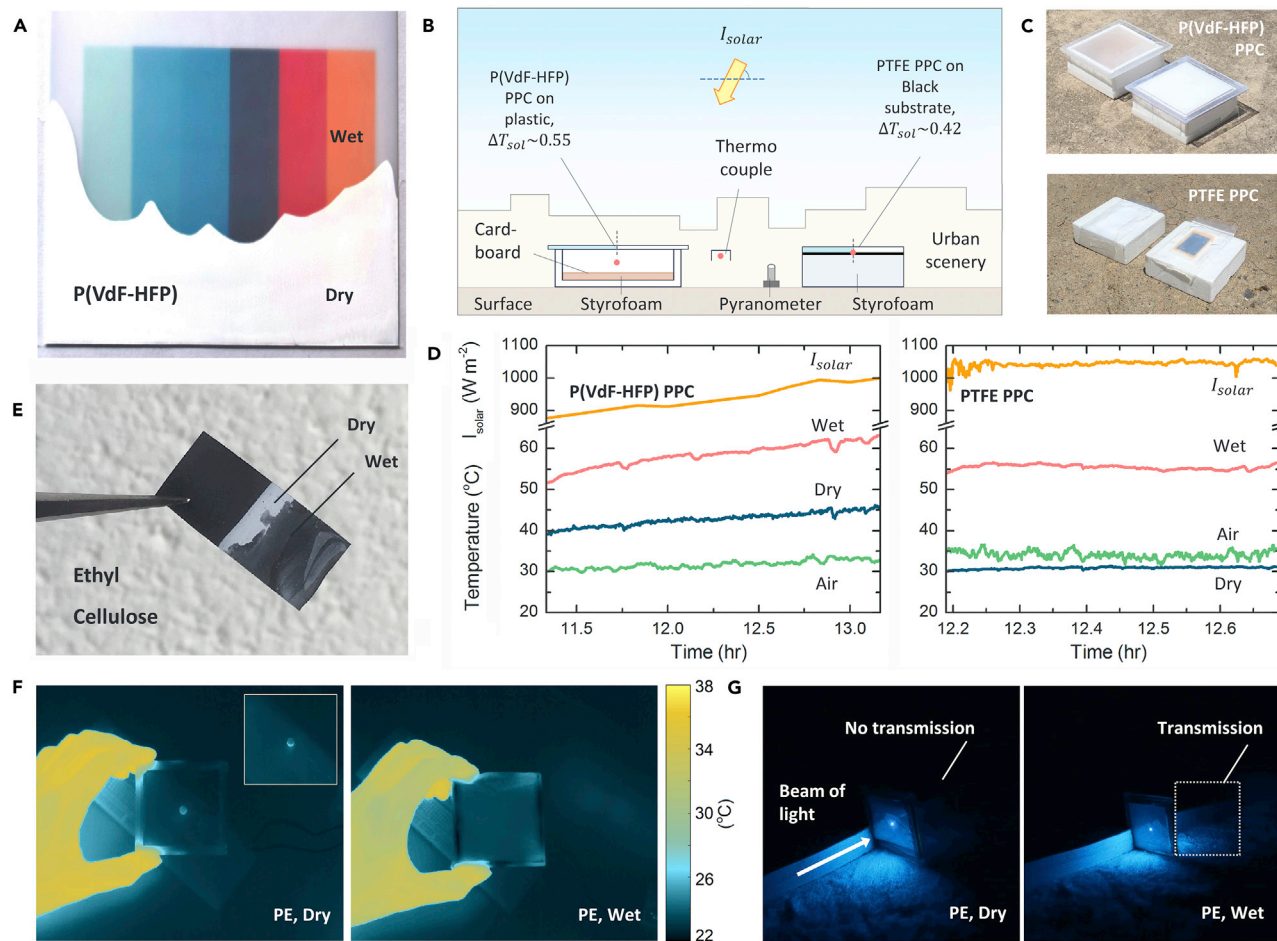 A
Wet
P(VdF-HFP)
Dry
B
I_solar
P(VdF-HFP)
PPC on
plastic,
ΔT_sol~0.55
PTFE PPC on
Black
substrate,
ΔT_sol~0.42
Thermo
couple
Card-
board
Urban
scenery
Surface
Styrofoam
Pyranometer
Styrofoam
C
P(VdF-HFP)
PPC
PTFE PPC
D
I_solar (W m⁻²)
Temperature (°C)
1100
1000
900
60
50
40
30
20
P(VdF-HFP) PPC
I_solar
Wet
Dry
Air
11.5
12.0
12.5
13.0
Time (hr)
1100
1000
900
60
50
40
30
20
PTFE PPC
I_solar
Wet
Air
Dry
12.2
12.3
12.4
12.5
12.6
Time (hr)
E
Dry
Wet
Ethyl
Cellulose
F
PE, Dry
PE, Wet
38
34
30
26
22
(°C)
G
No transmission
Beam of
light
PE, Dry
Transmission
PE, Wet